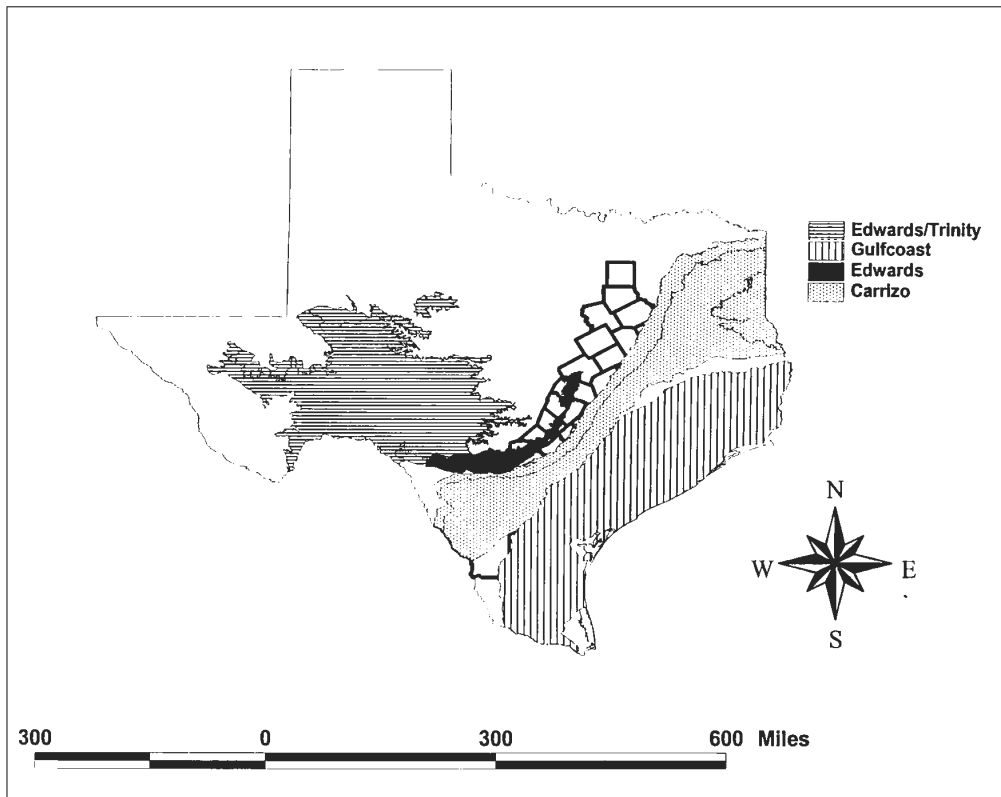 Edwards/Trinity
Gulfcoast
Edwards
Carrizo
N
W E
S
300 0 300 600 Miles